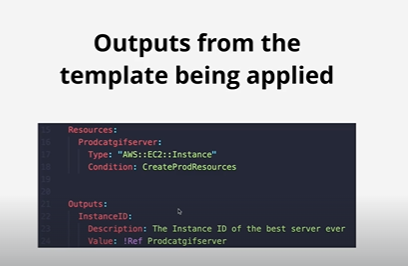 Outputs from the
template being applied
15 Resources:
16 Prodcatgifserver:
17 Type: "AWS::EC2::Instance"
18 Condition: CreateProdResources
19
20
21 Outputs:
22 InstanceID:
23 Description: The Instance ID of the best server ever
24 Value: !Ref Prodcatgifserver